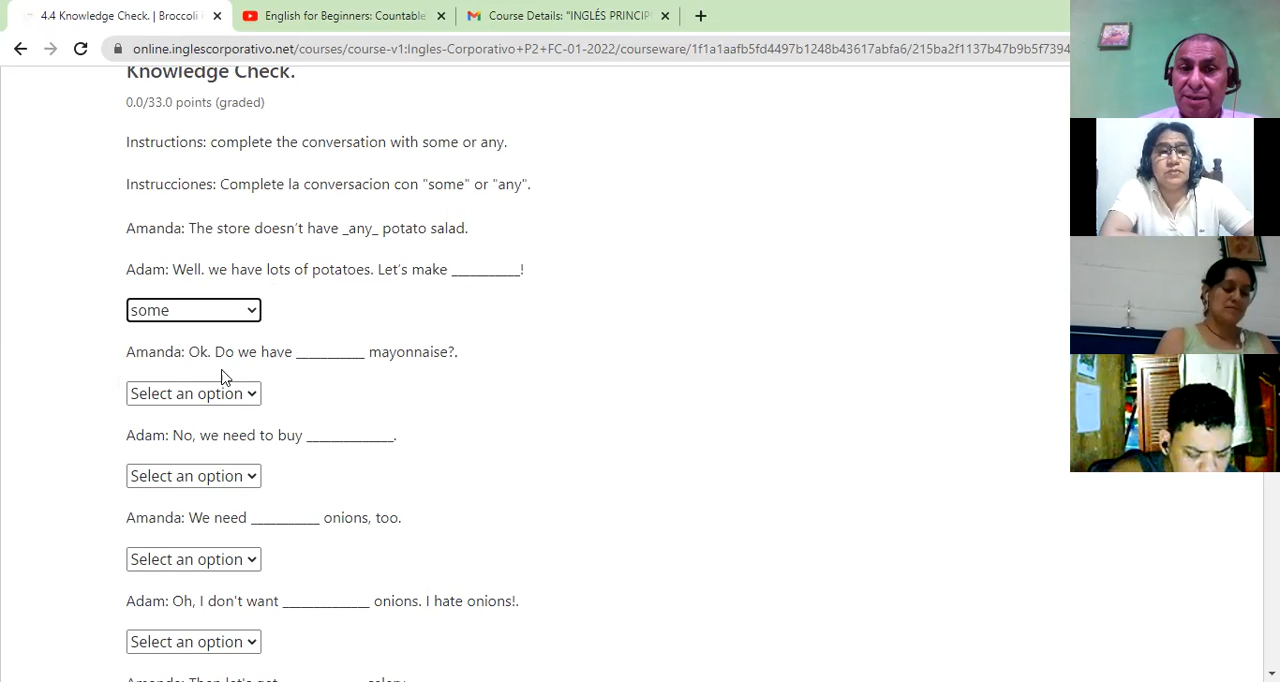 4.4 Knowledge Check. | Broccoli i
English for Beginners: Countable
Course Details: "INGLÉS PRINCIP
online.inglescorporativo.net/courses/course-v1:Ingles-Corporativo+P2+FC-01-2022/courseware/1f1a1aafb5fd4497b1248b43617abfa6/215ba2f1137b47b9b5f7394
Knowledge Check.
0.0/33.0 points (graded)
Instructions: complete the conversation with some or any.
Instrucciones: Complete la conversacion con "some" or "any".
Amanda: The store doesn’t have _any_ potato salad.
Adam: Well. we have lots of potatoes. Let’s make __________!
some
Amanda: Ok. Do we have __________ mayonnaise?.
Select an option
Adam: No, we need to buy _____________.
Select an option
Amanda: We need __________ onions, too.
Select an option
Adam: Oh, I don't want _____________ onions. I hate onions!.
Select an option